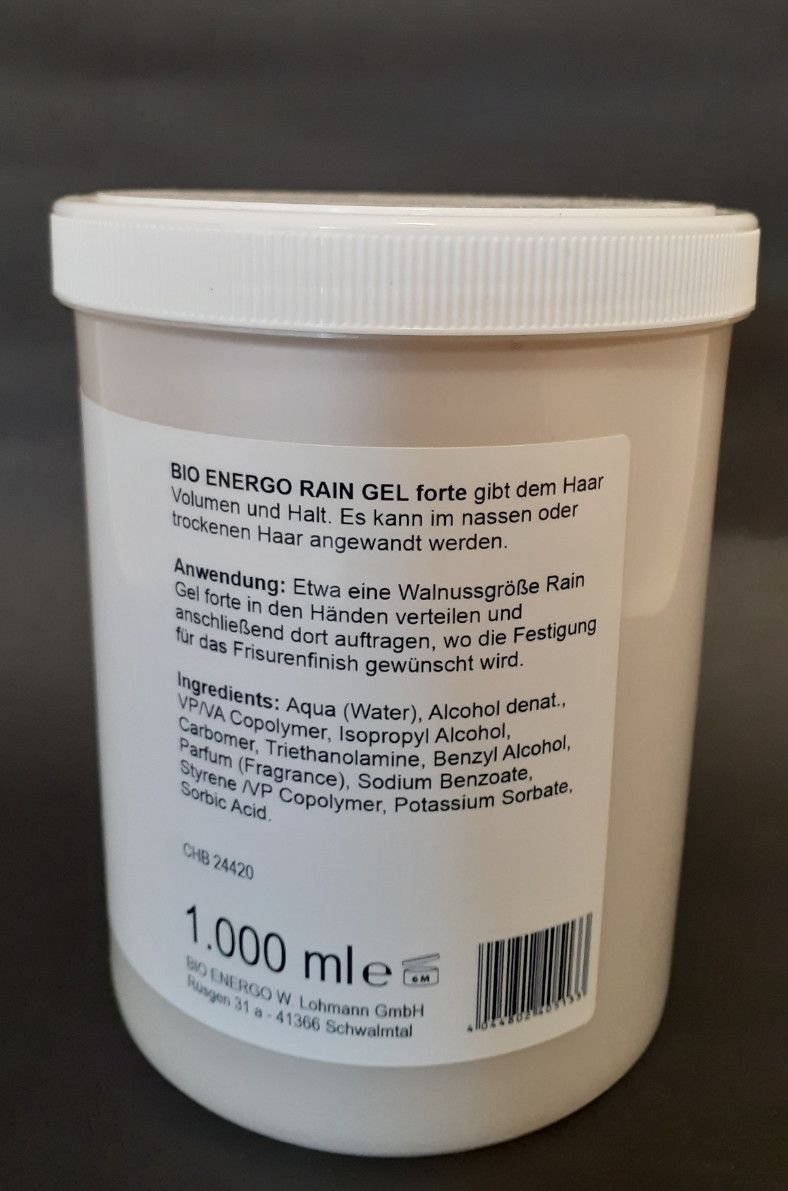 BIO ENERGO RAIN GEL forte gibt dem Haar
Volumen und Halt. Es kann im nassen oder
trockenen Haar angewandt werden.
Anwendung: Etwa eine Walnussgröße Rain
Gel forte in den Händen verteilen und
anschließend dort auftragen, wo die Festigung
für das Frisurenfinish gewünscht wird.
Ingredients: Aqua (Water), Alcohol denat.,
VP/VA Copolymer, Isopropyl Alcohol,
Carbomer, Triethanolamine, Benzyl Alcohol,
Parfum (Fragrance), Sodium Benzoate,
Styrene /VP Copolymer, Potassium Sorbate,
Sorbic Acid.
CHB 24420
1.000 ml e 6M
BIO ENERGO W. Lohmann GmbH
Rüsgen 31 a - 41366 Schwalmtal